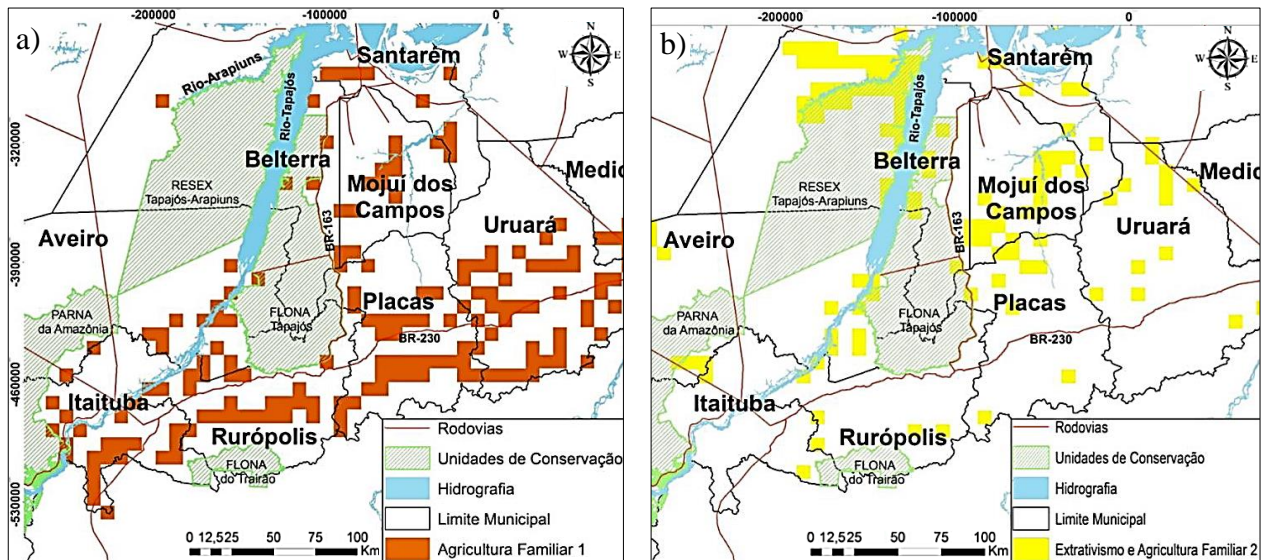 a)
-200000
-100000
0
Santarém
Rio-Arapiuns
Rio-Tapajós
-320000
Belterra
Medic
RESEX
Tapajós-Arapiuns
Mojuí dos
Campos
BR-163
Uruará
Aveiro
-390000
FLONA
Tapajós
Placas
PARNA
da Amazônia
BR-230
-460000
Itaituba
Rurópolis
FLONA
do Trairão
-530000
Rodovias
Unidades de Conservação
Hidrografia
Limite Municipal
Agricultura Familiar 1
0 12,525 50 75 100
Km
N
W E
S
b)
-200000
-100000
0
Santarém
Rio-Tapajós
Belterra
Medic
RESEX
Tapajós-Arapiuns
Mojuí dos
Campos
BR-163
Uruará
Aveiro
FLONA
Tapajós
Placas
PARNA
da Amazônia
BR-230
Itaituba
Rurópolis
FLONA
do Trairão
Rodovias
Unidades de Conservação
Hidrografia
Limite Municipal
Extrativismo e Agricultura Familiar 2
0 12,525 50 75 100
Km
N
W E
S